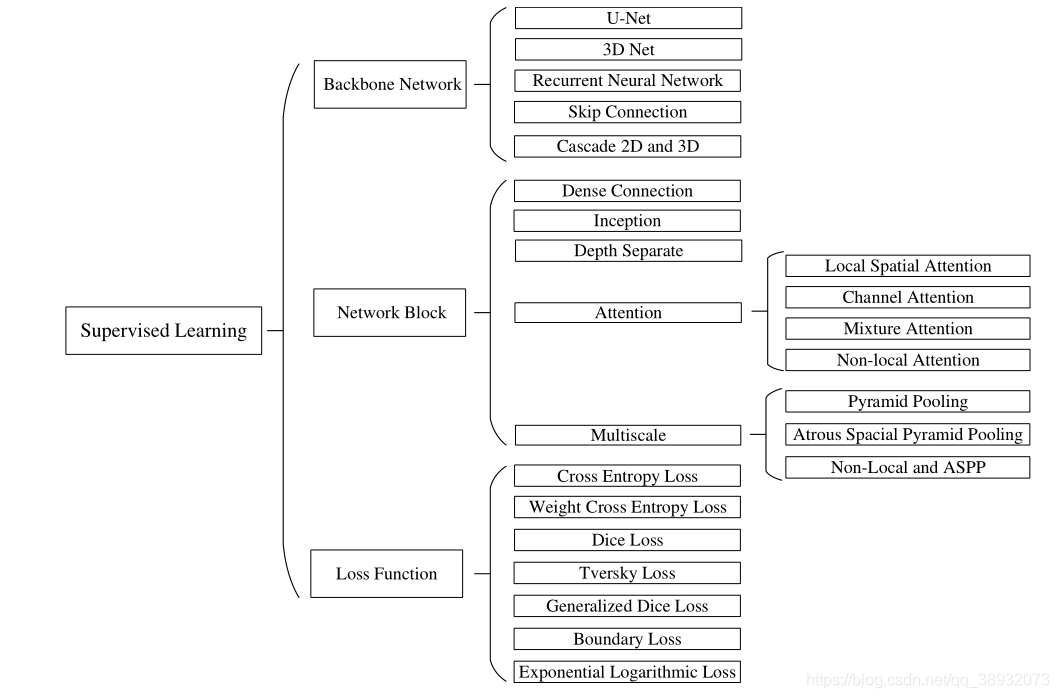 Supervised Learning
Backbone Network
U-Net
3D Net
Recurrent Neural Network
Skip Connection
Cascade 2D and 3D
Network Block
Dense Connection
Inception
Depth Separate
Attention
Local Spatial Attention
Channel Attention
Mixture Attention
Non-local Attention
Multiscale
Pyramid Pooling
Atrous Spacial Pyramid Pooling
Non-Local and ASPP
Loss Function
Cross Entropy Loss
Weight Cross Entropy Loss
Dice Loss
Tversky Loss
Generalized Dice Loss
Boundary Loss
Exponential Logarithmic Loss
https://blog.csdn.net/qq_38932073